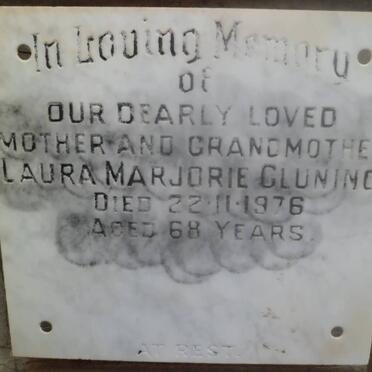 In Loving Memory
of
OUR DEARLY LOVED
MOTHER AND GRANDMOTHE
LAURA MARJORIE CLUNING
DIED 22·11·1976
AGED 68 YEARS
AT REST.